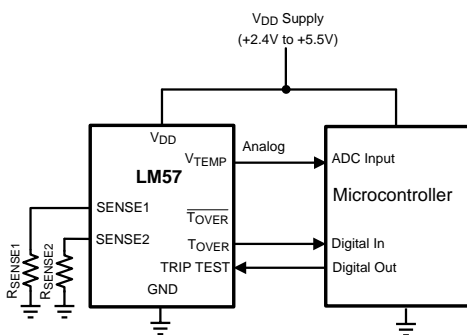 VDD Supply
(+2.4V to +5.5V)
VDD
LM57
VTEMP
Analog
ADC Input
Microcontroller
SENSE1
SENSE2
TOVER
TOVER
Digital In
TRIP TEST
Digital Out
GND
RSENSE1
RSENSE2